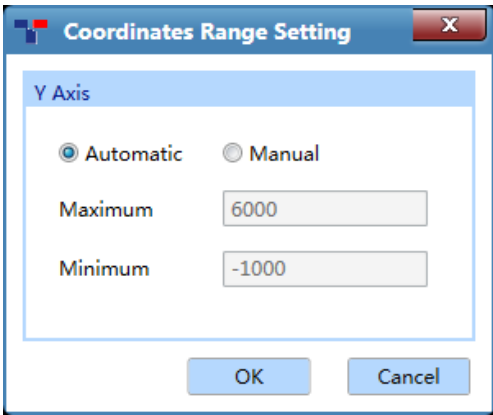 Coordinates Range Setting
x
Y Axis
Automatic Manual
Maximum 6000
Minimum -1000
OK Cancel